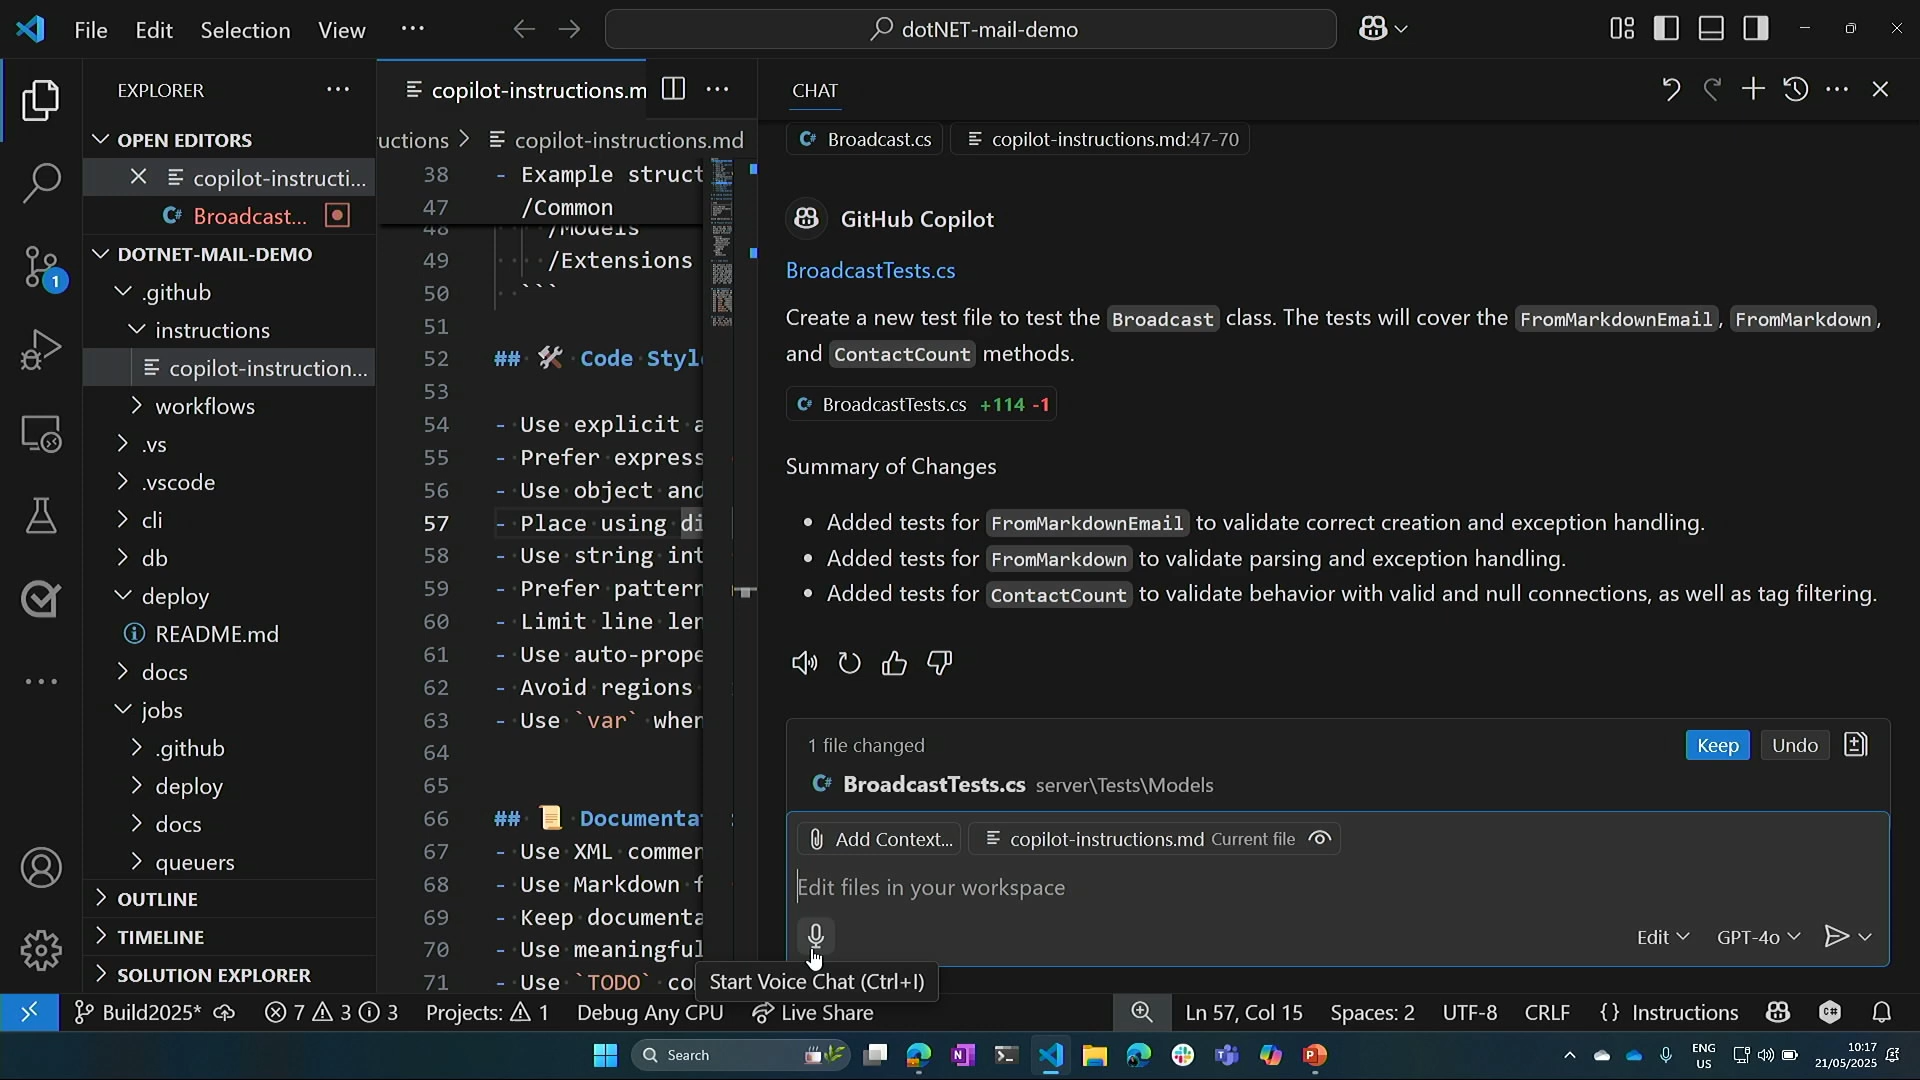 File Edit Selection View ···
dotNET-mail-demo
EXPLORER
OPEN EDITORS
copilot-instructi...
Broadcast...
DOTNET-MAIL-DEMO
.github
instructions
copilot-instruction...
workflows
.vs
.vscode
cli
db
deploy
README.md
docs
jobs
.github
deploy
docs
queuers
OUTLINE
TIMELINE
SOLUTION EXPLORER
copilot-instructions.m
uctions > copilot-instructions.md
38 - Example struct
47 /Common
48 /Models
49 /Extensions
50 ```
51
52 ## 🛠 Code Styl
53
54 - Use explicit a
55 - Prefer express
56 - Use object and
57 - Place using di
58 - Use string int
59 - Prefer pattern
60 - Limit line len
61 - Use auto-prope
62 - Avoid regions
63 - Use `var` wher
64
65
66 ## 📜 Documenta
67 - Use XML commen
68 - Use Markdown f
69 - Keep documenta
70 - Use meaningful
71 - Use `TODO` co
CHAT
Broadcast.cs copilot-instructions.md:47-70
GitHub Copilot
BroadcastTests.cs
Create a new test file to test the Broadcast class. The tests will cover the FromMarkdownEmail, FromMarkdown,
and ContactCount methods.
BroadcastTests.cs +114 -1
Summary of Changes
• Added tests for FromMarkdownEmail to validate correct creation and exception handling.
• Added tests for FromMarkdown to validate parsing and exception handling.
• Added tests for ContactCount to validate behavior with valid and null connections, as well as tag filtering.
1 file changed Keep Undo
BroadcastTests.cs server\Tests\Models
Add Context... copilot-instructions.md Current file
Edit files in your workspace
Edit GPT-4o
Start Voice Chat (Ctrl+I)
1
Build2025* 7 3 3 Projects: 1 Debug Any CPU Live Share Ln 57, Col 15 Spaces: 2 UTF-8 CRLF {} Instructions
Search
ENG
US
10:17
21/05/2025